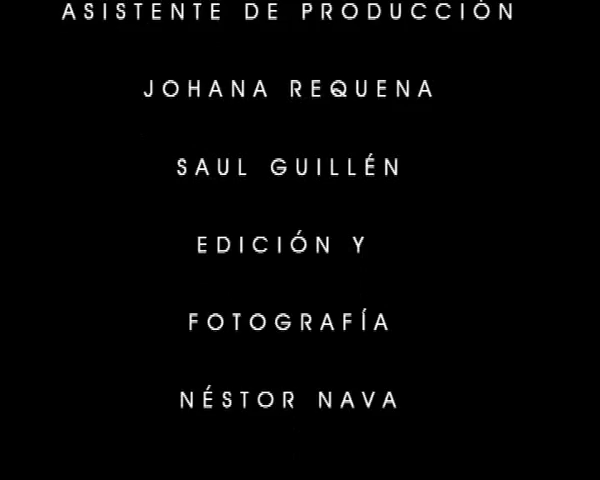 ASISTENTE DE PRODUCCIÓN
JOHANA REQUENA
SAUL GUILLÉN
EDICIÓN Y
FOTOGRAFÍA
NÉSTOR NAVA